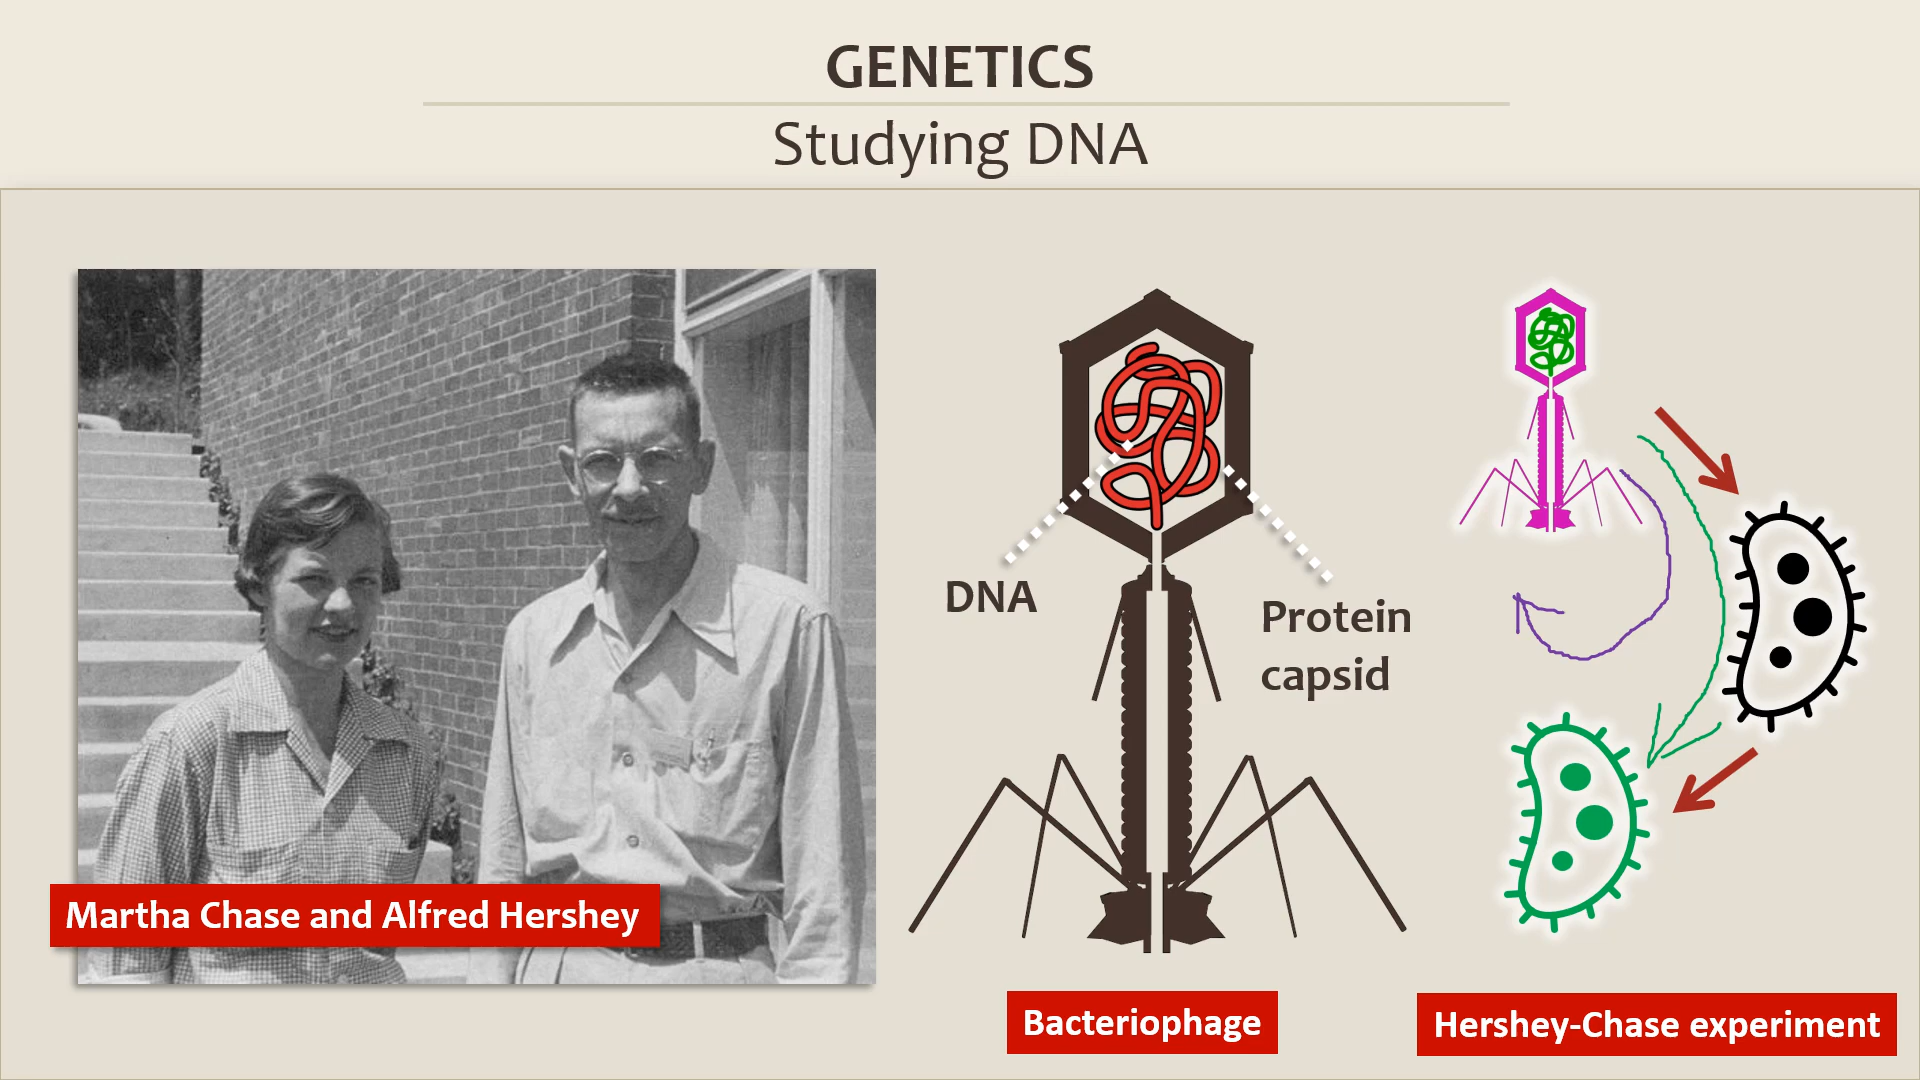 GENETICS
Studying DNA
DNA
Protein
capsid
Martha Chase and Alfred Hershey
Bacteriophage
Hershey-Chase experiment